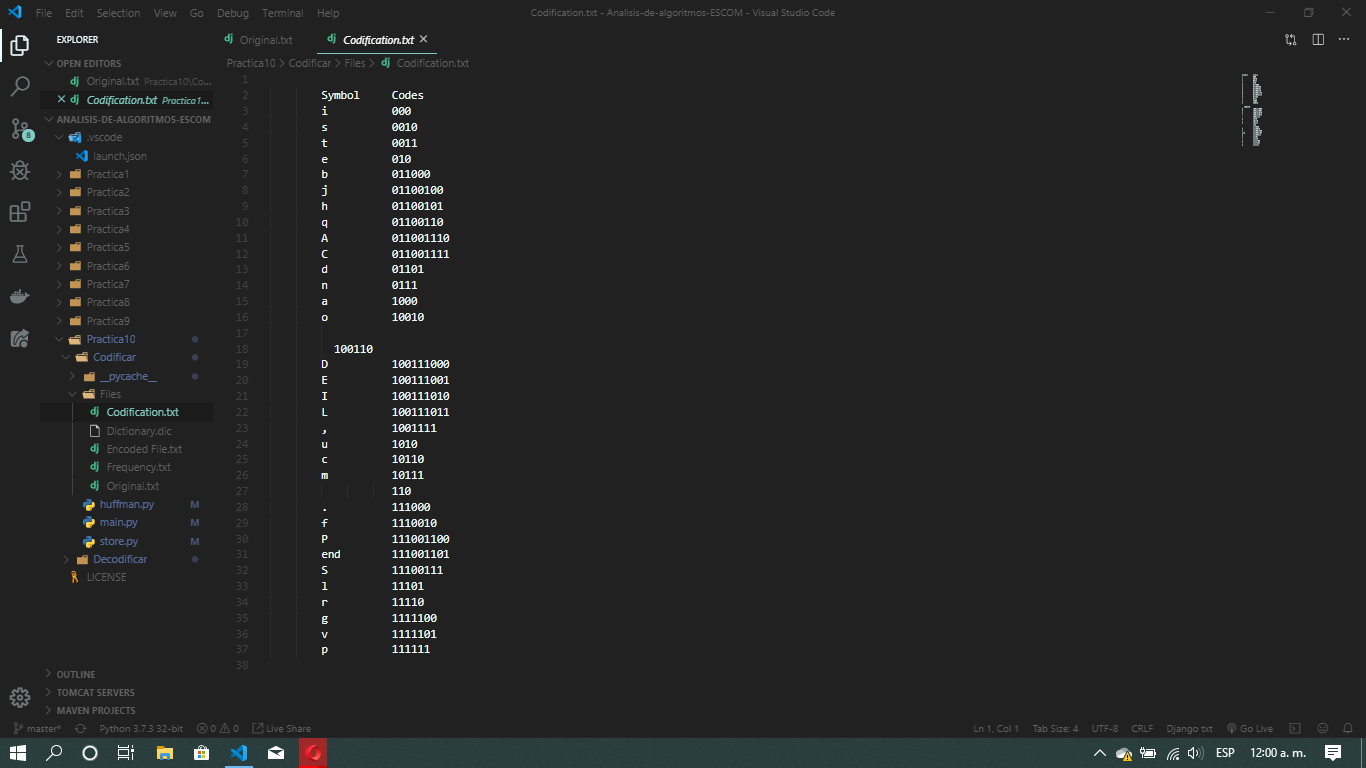 File Edit Selection View Go Debug Terminal Help
Codification.txt - Analisis-de-algoritmos-ESCOM - Visual Studio Code
EXPLORER
Original.txt
Codification.txt
OPEN EDITORS
Original.txt Practica10\Co...
Codification.txt Practica1...
Practica10 > Codificar > Files > Codification.txt
ANALISIS-DE-ALGORITMOS-ESCOM
8
.vscode
launch.json
Practica1
Practica2
Practica3
Practica4
Practica5
Practica6
Practica7
Practica8
Practica9
Practica10
Codificar
__pycache__
Files
Codification.txt
Dictionary.dic
Encoded File.txt
Frequency.txt
Original.txt
huffman.py M
main.py M
store.py M
Decodificar
LICENSE
OUTLINE
TOMCAT SERVERS
MAVEN PROJECTS
1
2 Symbol Codes
3 i 000
4 s 0010
5 t 0011
6 e 010
7 b 011000
8 j 01100100
9 h 01100101
10 q 01100110
11 A 011001110
12 C 011001111
13 d 01101
14 n 0111
15 a 1000
16 o 10010
17
18 100110
19 D 100111000
20 E 100111001
21 I 100111010
22 L 100111011
23 , 1001111
24 u 1010
25 c 10110
26 m 10111
27 110
28 . 111000
29 f 1110010
30 P 111001100
31 end 111001101
32 S 11100111
33 l 11101
34 r 11110
35 g 1111100
36 v 1111101
37 p 111111
38
master* Python 3.7.3 32-bit 0 0 Live Share Ln 1, Col 1 Tab Size: 4 UTF-8 CRLF Django txt Go Live
ESP 12:00 a. m.